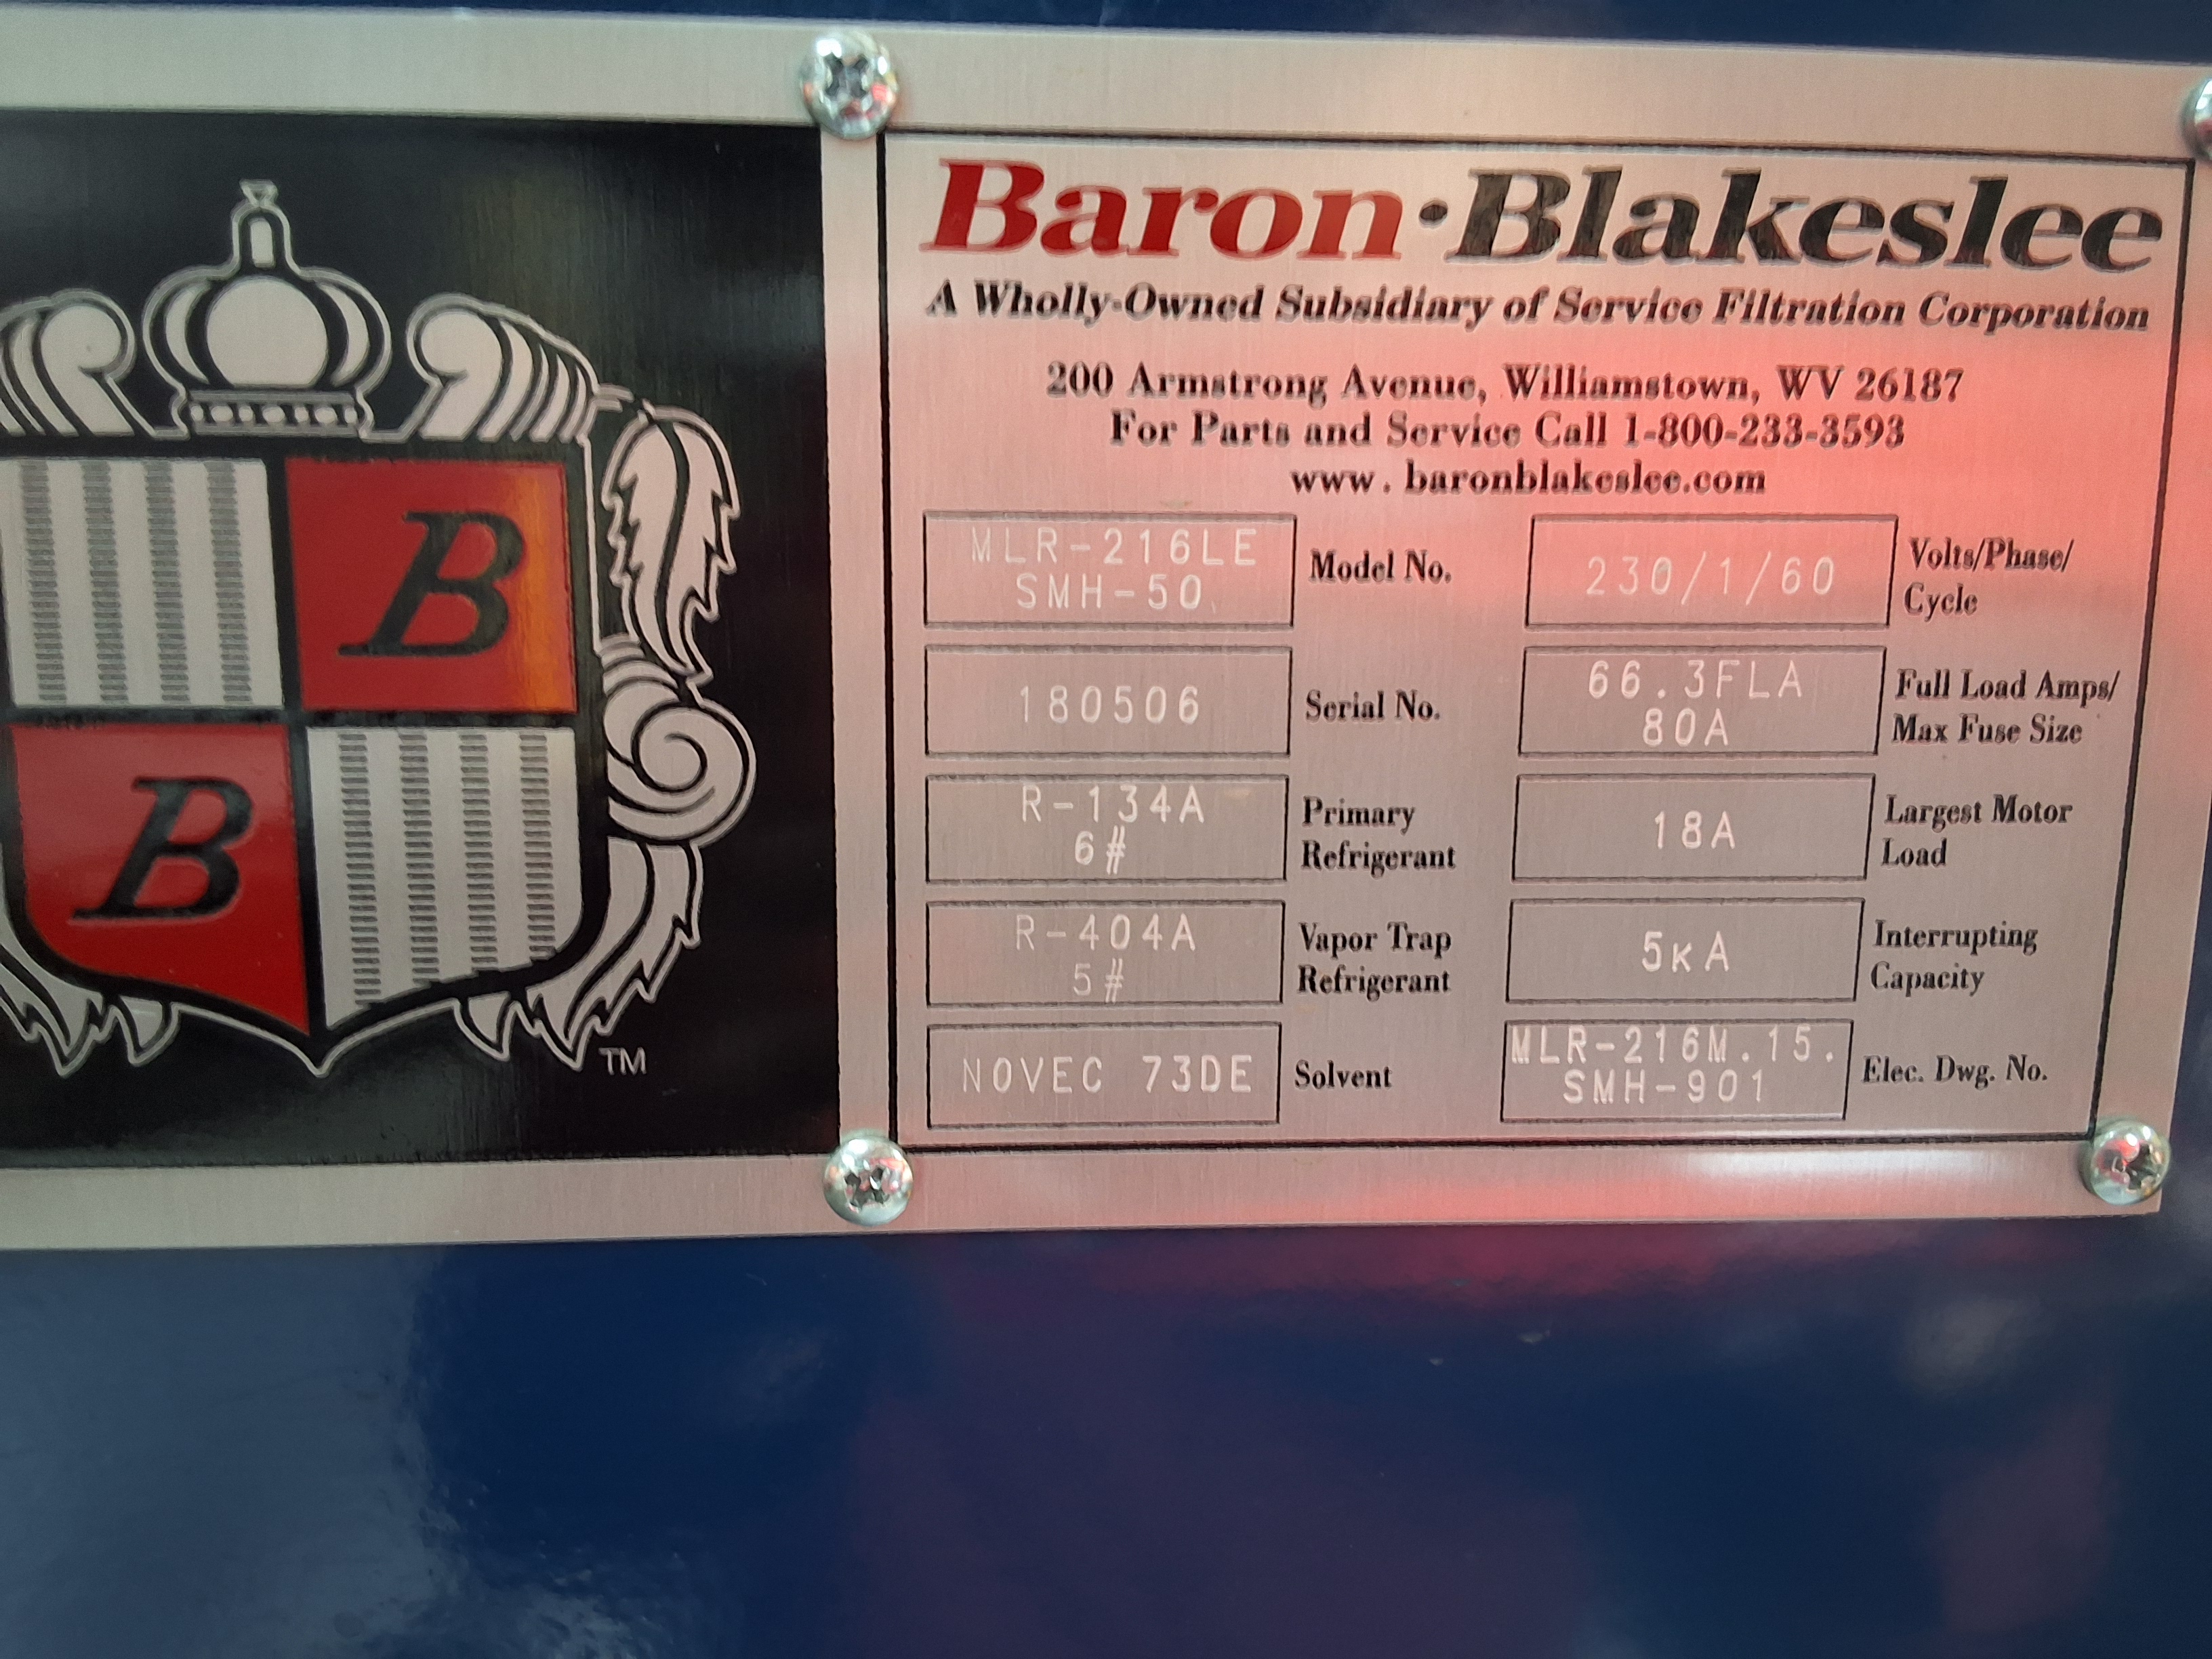 B
B
TM
Baron·Blakeslee
A Wholly-Owned Subsidiary of Service Filtration Corporation
200 Armstrong Avenue, Williamstown, WV 26187
For Parts and Service Call 1-800-233-3593
www. baronblakeslee.com
MLR-216LE
SMH-50
Model No.
180506
Serial No.
R-134A
6#
Primary
Refrigerant
R-404A
5#
Vapor Trap
Refrigerant
NOVEC 73DE
Solvent
230/1/60
Volts/Phase/
Cycle
66.3FLA
80A
Full Load Amps/
Max Fuse Size
18A
Largest Motor
Load
5KA
Interrupting
Capacity
MLR-216M.15.
SMH-901
Elec. Dwg. No.